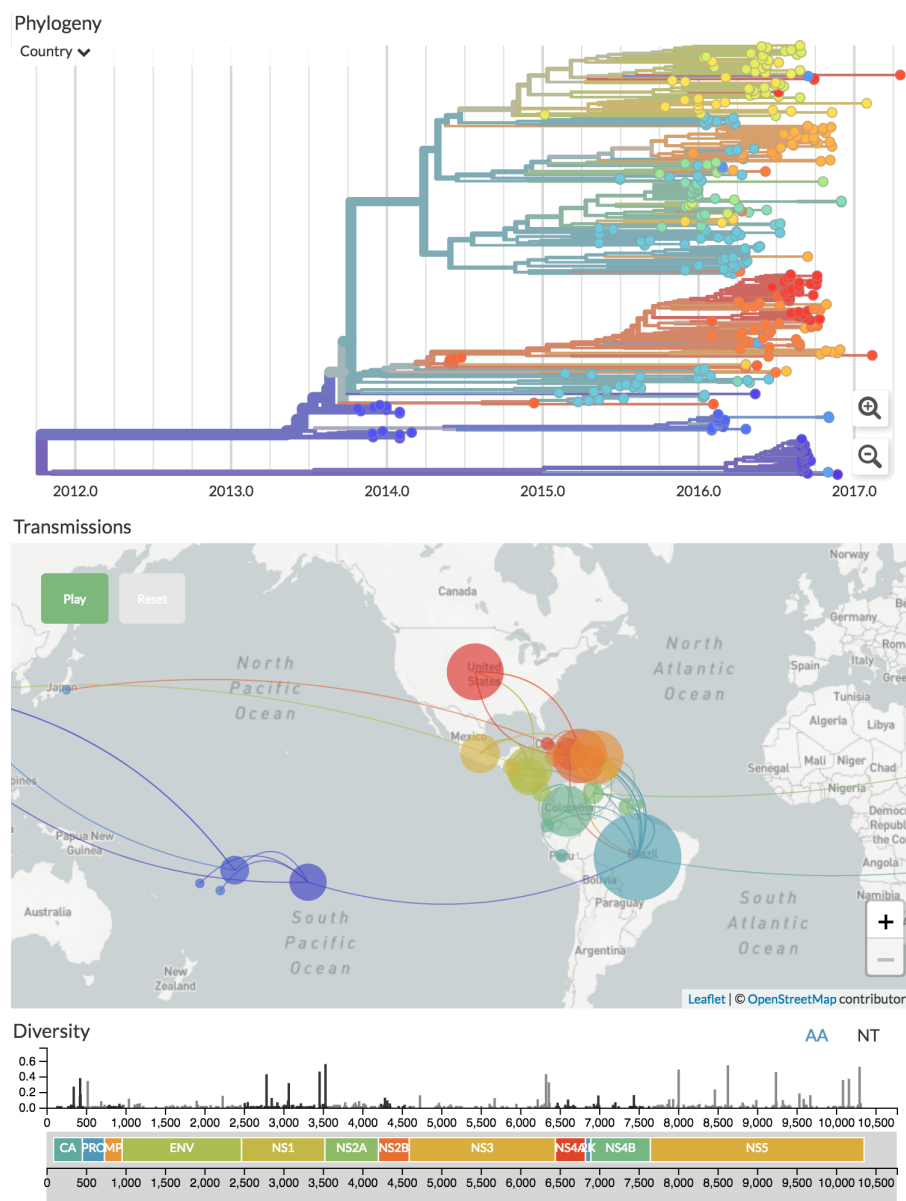 Phylogeny
Country
2012.0 2013.0 2014.0 2015.0 2016.0 2017.0
Transmissions
Play Reset
Norway
Canada
Germany
North
Pacific
Ocean
North
Atlantic
Ocean
United
States
Spain
Italy
Japan
Tunisia
Algeria
Libya
Mexico
Senegal
Mali
Niger
Chad
Nigeria
Colombia
Papua New
Guinea
Peru
Brazil
Angola
Bolivia
Namibia
Paraguay
Australia
South
Pacific
Ocean
South
Atlantic
Ocean
Argentina
New
Zealand
+
−
Leaflet | © OpenStreetMap contributor
Diversity
AA NT
0.6
0.4
0.2
0.0
0 500 1,000 1,500 2,000 2,500 3,000 3,500 4,000 4,500 5,000 5,500 6,000 6,500 7,000 7,500 8,000 8,500 9,000 9,500 10,000 10,500
CA PRO MP ENV NS1 NS2A NS2B NS3 NS4A 2K NS4B NS5
0 500 1,000 1,500 2,000 2,500 3,000 3,500 4,000 4,500 5,000 5,500 6,000 6,500 7,000 7,500 8,000 8,500 9,000 9,500 10,000 10,500